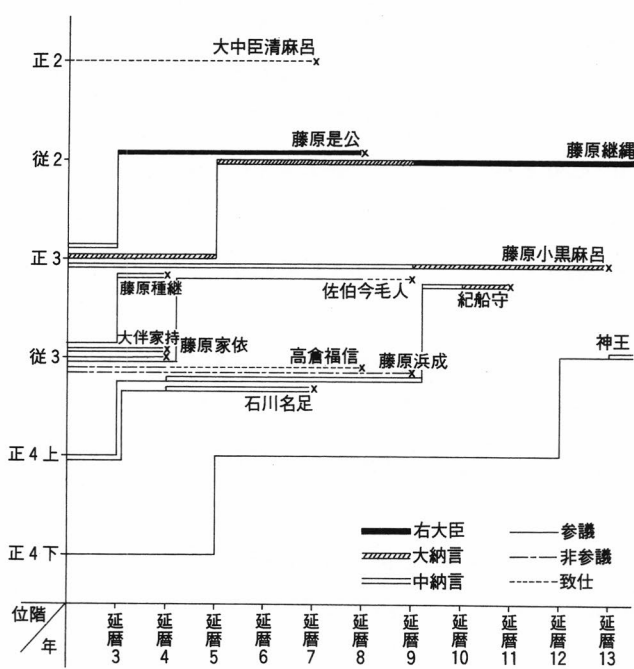 大中臣清麻呂
正2
藤原是公
従2
藤原継縄
正3
藤原小黒麻呂
藤原種継
佐伯今毛人
紀船守
大伴家持
藤原家依
神王
従3
高倉福信
藤原浜成
石川名足
正4上
右大臣
参議
大納言
非参議
正4下
中納言
致仕
位階
年
延暦3
延暦4
延暦5
延暦6
延暦7
延暦8
延暦9
延暦10
延暦11
延暦12
延暦13